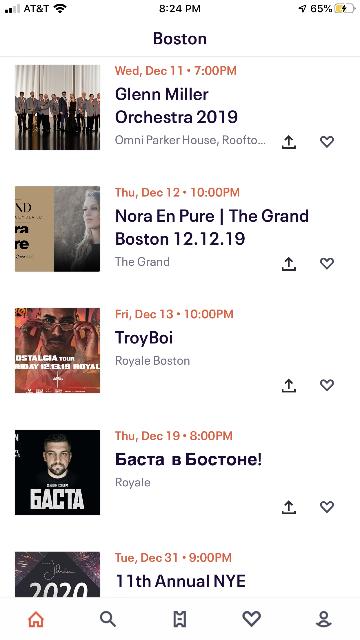 AT&T
8:24 PM
65%
Boston
Wed, Dec 11 • 7:00PM
Glenn Miller
Orchestra 2019
Omni Parker House, Roofto...
Thu, Dec 12 • 10:00PM
Nora En Pure | The Grand
Boston 12.12.19
The Grand
ND
ra
re
Fri, Dec 13 • 10:00PM
TroyBoi
Royale Boston
OSTALGIA TOUR
RIDAY 12.13.19 ROYAL
Thu, Dec 19 • 8:00PM
Баста в Бостоне!
Royale
БАСТА
Tue, Dec 31 • 9:00PM
11th Annual NYE
2020